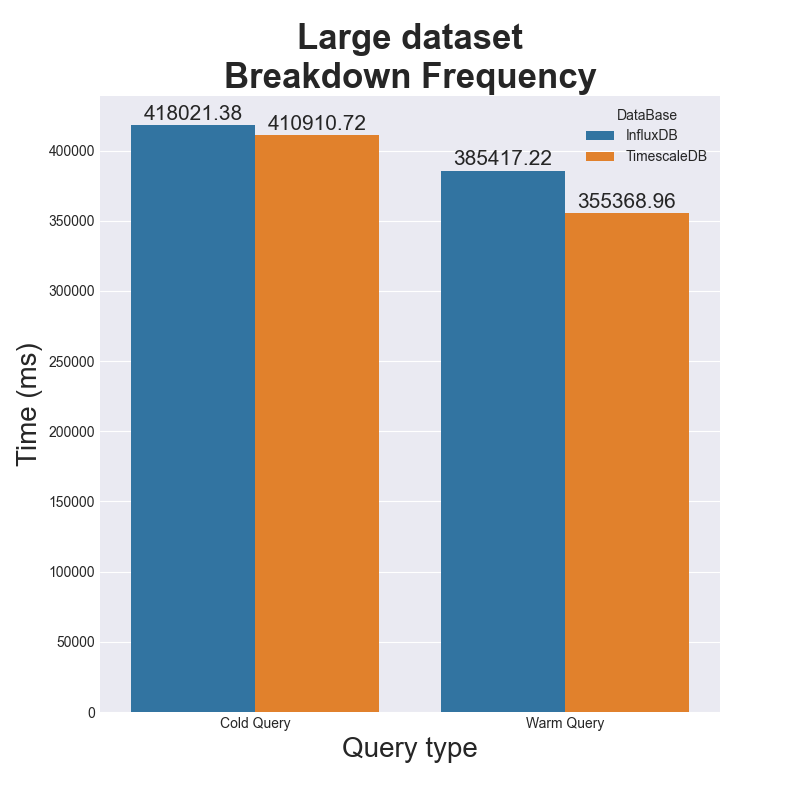 Large dataset
Breakdown Frequency
418021.38
410910.72
385417.22
355368.96
DataBase
InfluxDB
TimescaleDB
Time (ms)
400000
350000
300000
250000
200000
150000
100000
50000
0
Cold Query
Warm Query
Query type